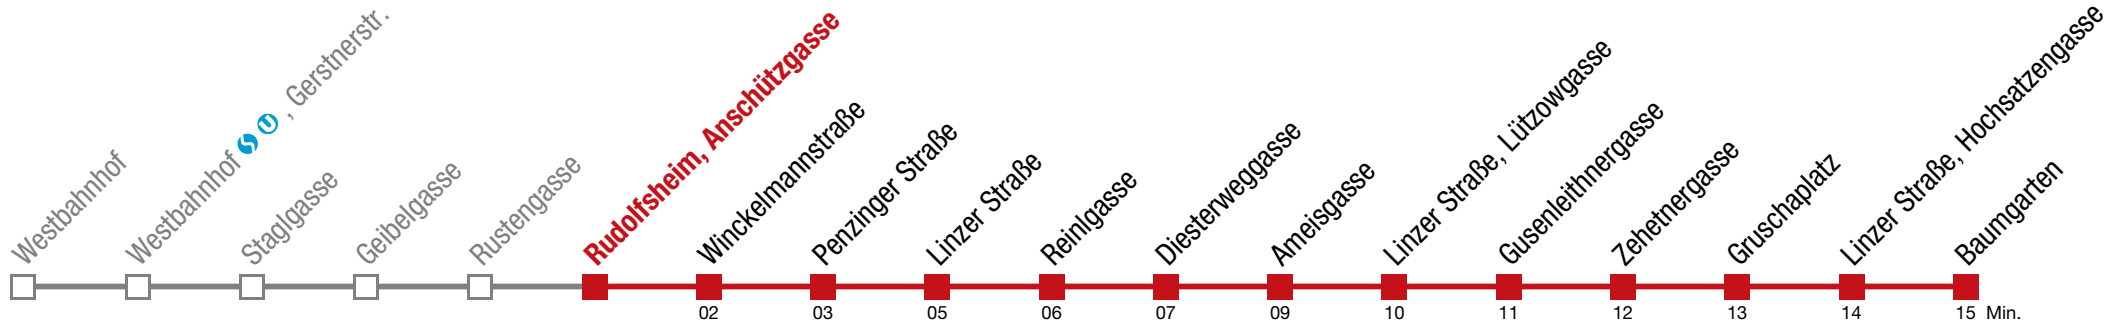 Westbahnhof
Westbahnhof S U, Gerstnerstr.
Staglgasse
Geibelgasse
Rustengasse
Rudolfsheim, Anschützgasse
Winckelmannstraße
Penzinger Straße
Linzer Straße
Reinlgasse
Diesterweggasse
Ameisgasse
Linzer Straße, Lützowgasse
Gusenleithnergasse
Zehetnergasse
Gruschaplatz
Linzer Straße, Hochsatzengasse
Baumgarten
02 03 05 06 07 09 10 11 12 13 14 15 Min.